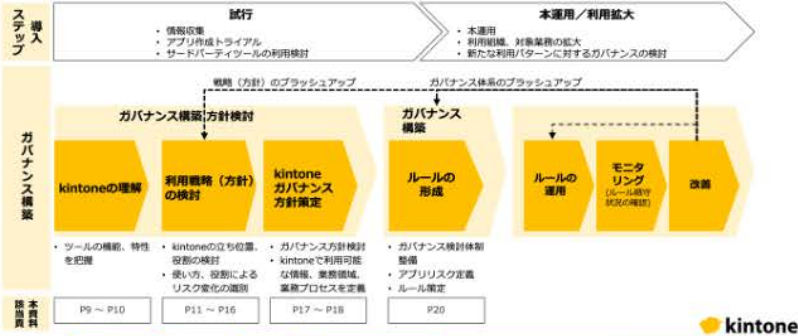 導入
ステップ
試行
・ 情報収集
・ アプリ作成トライアル
・ サードパーティツールの利用検討
本運用／利用拡大
・ 本運用
・ 利用組織、対象業務の拡大
・ 新たな利用パターンに対するガバナンスの検討
戦略（方針）のブラッシュアップ
ガバナンス体系のブラッシュアップ
ガバナンス構築
ガバナンス構築方針検討
kintoneの理解
利用戦略（方針）
の検討
kintone
ガバナンス
方針策定
ガバナンス
構築
ルールの
形成
ルールの
運用
モニタ
リング
(ルール順守
状況の確認)
改善
・ ツールの機能、特性
を把握
・ kintoneの立ち位置、
役割の検討
・ 使い方、役割による
リスク変化の識別
・ ガバナンス方針検討
・ kintoneで利用可能
な情報、業務領域、
業務プロセスを定義
・ ガバナンス検討体制
整備
・ アプリリスク定義
・ ルール策定
本資料
該当頁
P9 ～ P10
P11 ～ P16
P17 ～ P18
P20
kintone